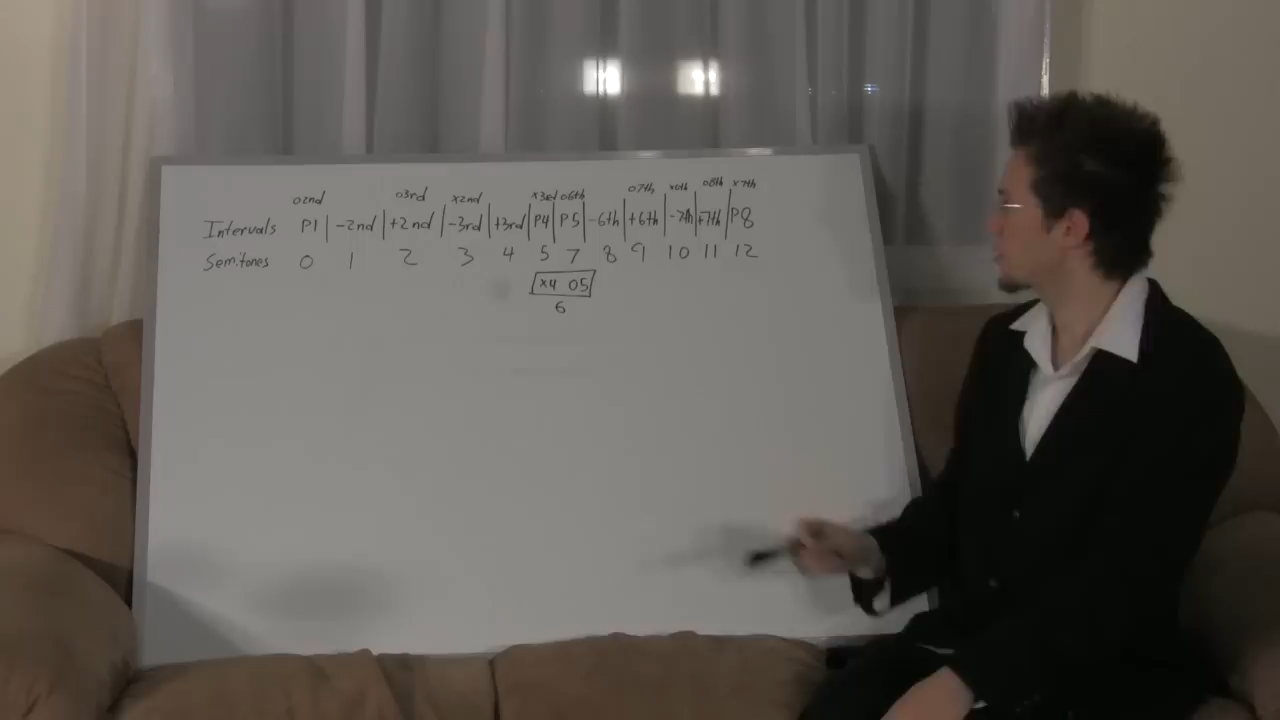 o2nd o3rd x2nd x3rd o6th o7th x6th o8th x7th
Intervals P1 | -2nd | +2nd | -3rd | +3rd | P4 | P5 | -6th | +6th | -7th | +7th | P8
Semitones 0 1 2 3 4 5 7 8 9 10 11 12
x4 o5
6